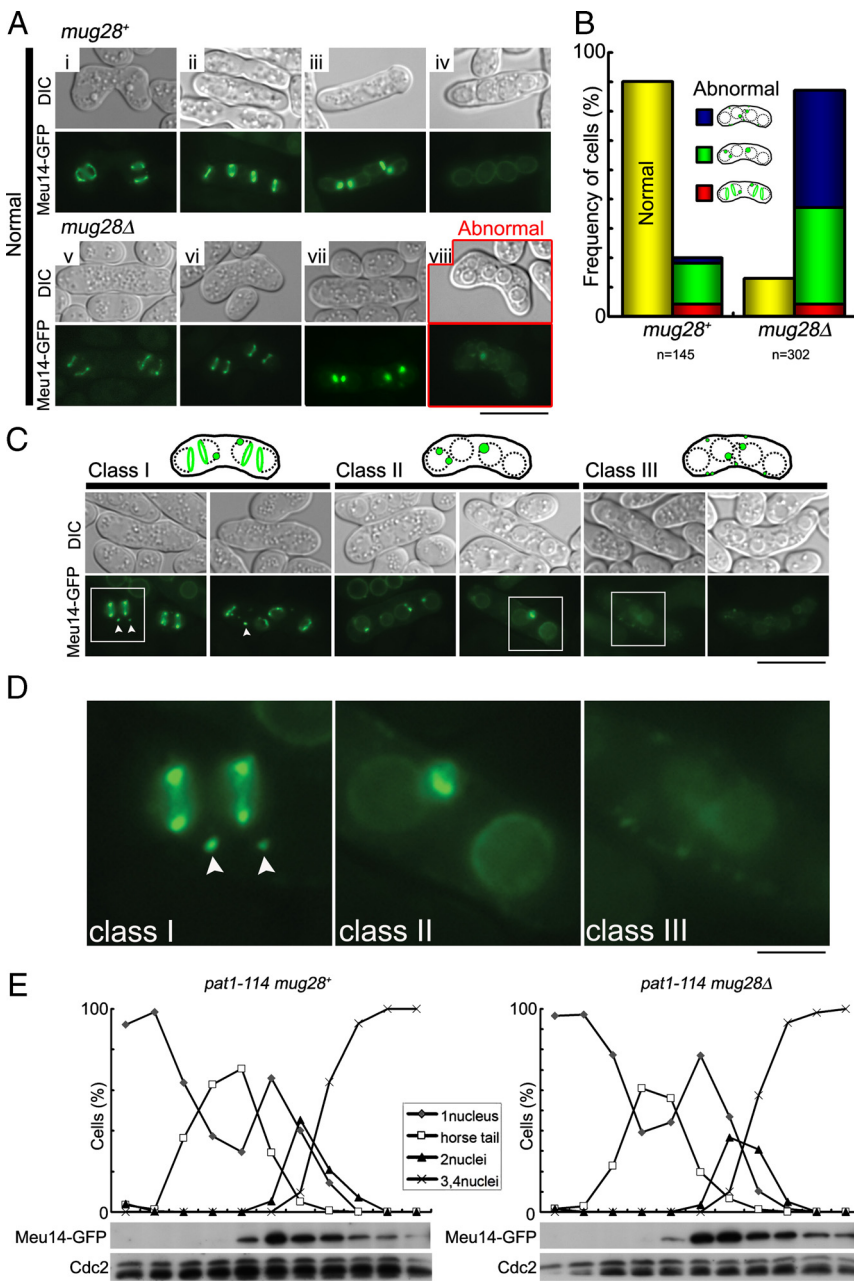 A
mug28+
i ii iii iv
DIC
Meu14-GFP
Normal
mug28Δ
Abnormal
v vi vii viii
DIC
Meu14-GFP
B
100
Frequency of cells (%)
0
Abnormal
Normal
mug28+ mug28Δ
n=145 n=302
C
Class I Class II Class III
DIC
Meu14-GFP
D
class I class II class III
E
pat1-114 mug28+
100
Cells (%)
0
1nucleus
horse tail
2nuclei
3,4nuclei
Meu14-GFP
Cdc2
pat1-114 mug28Δ
100
Cells (%)
0
Meu14-GFP
Cdc2